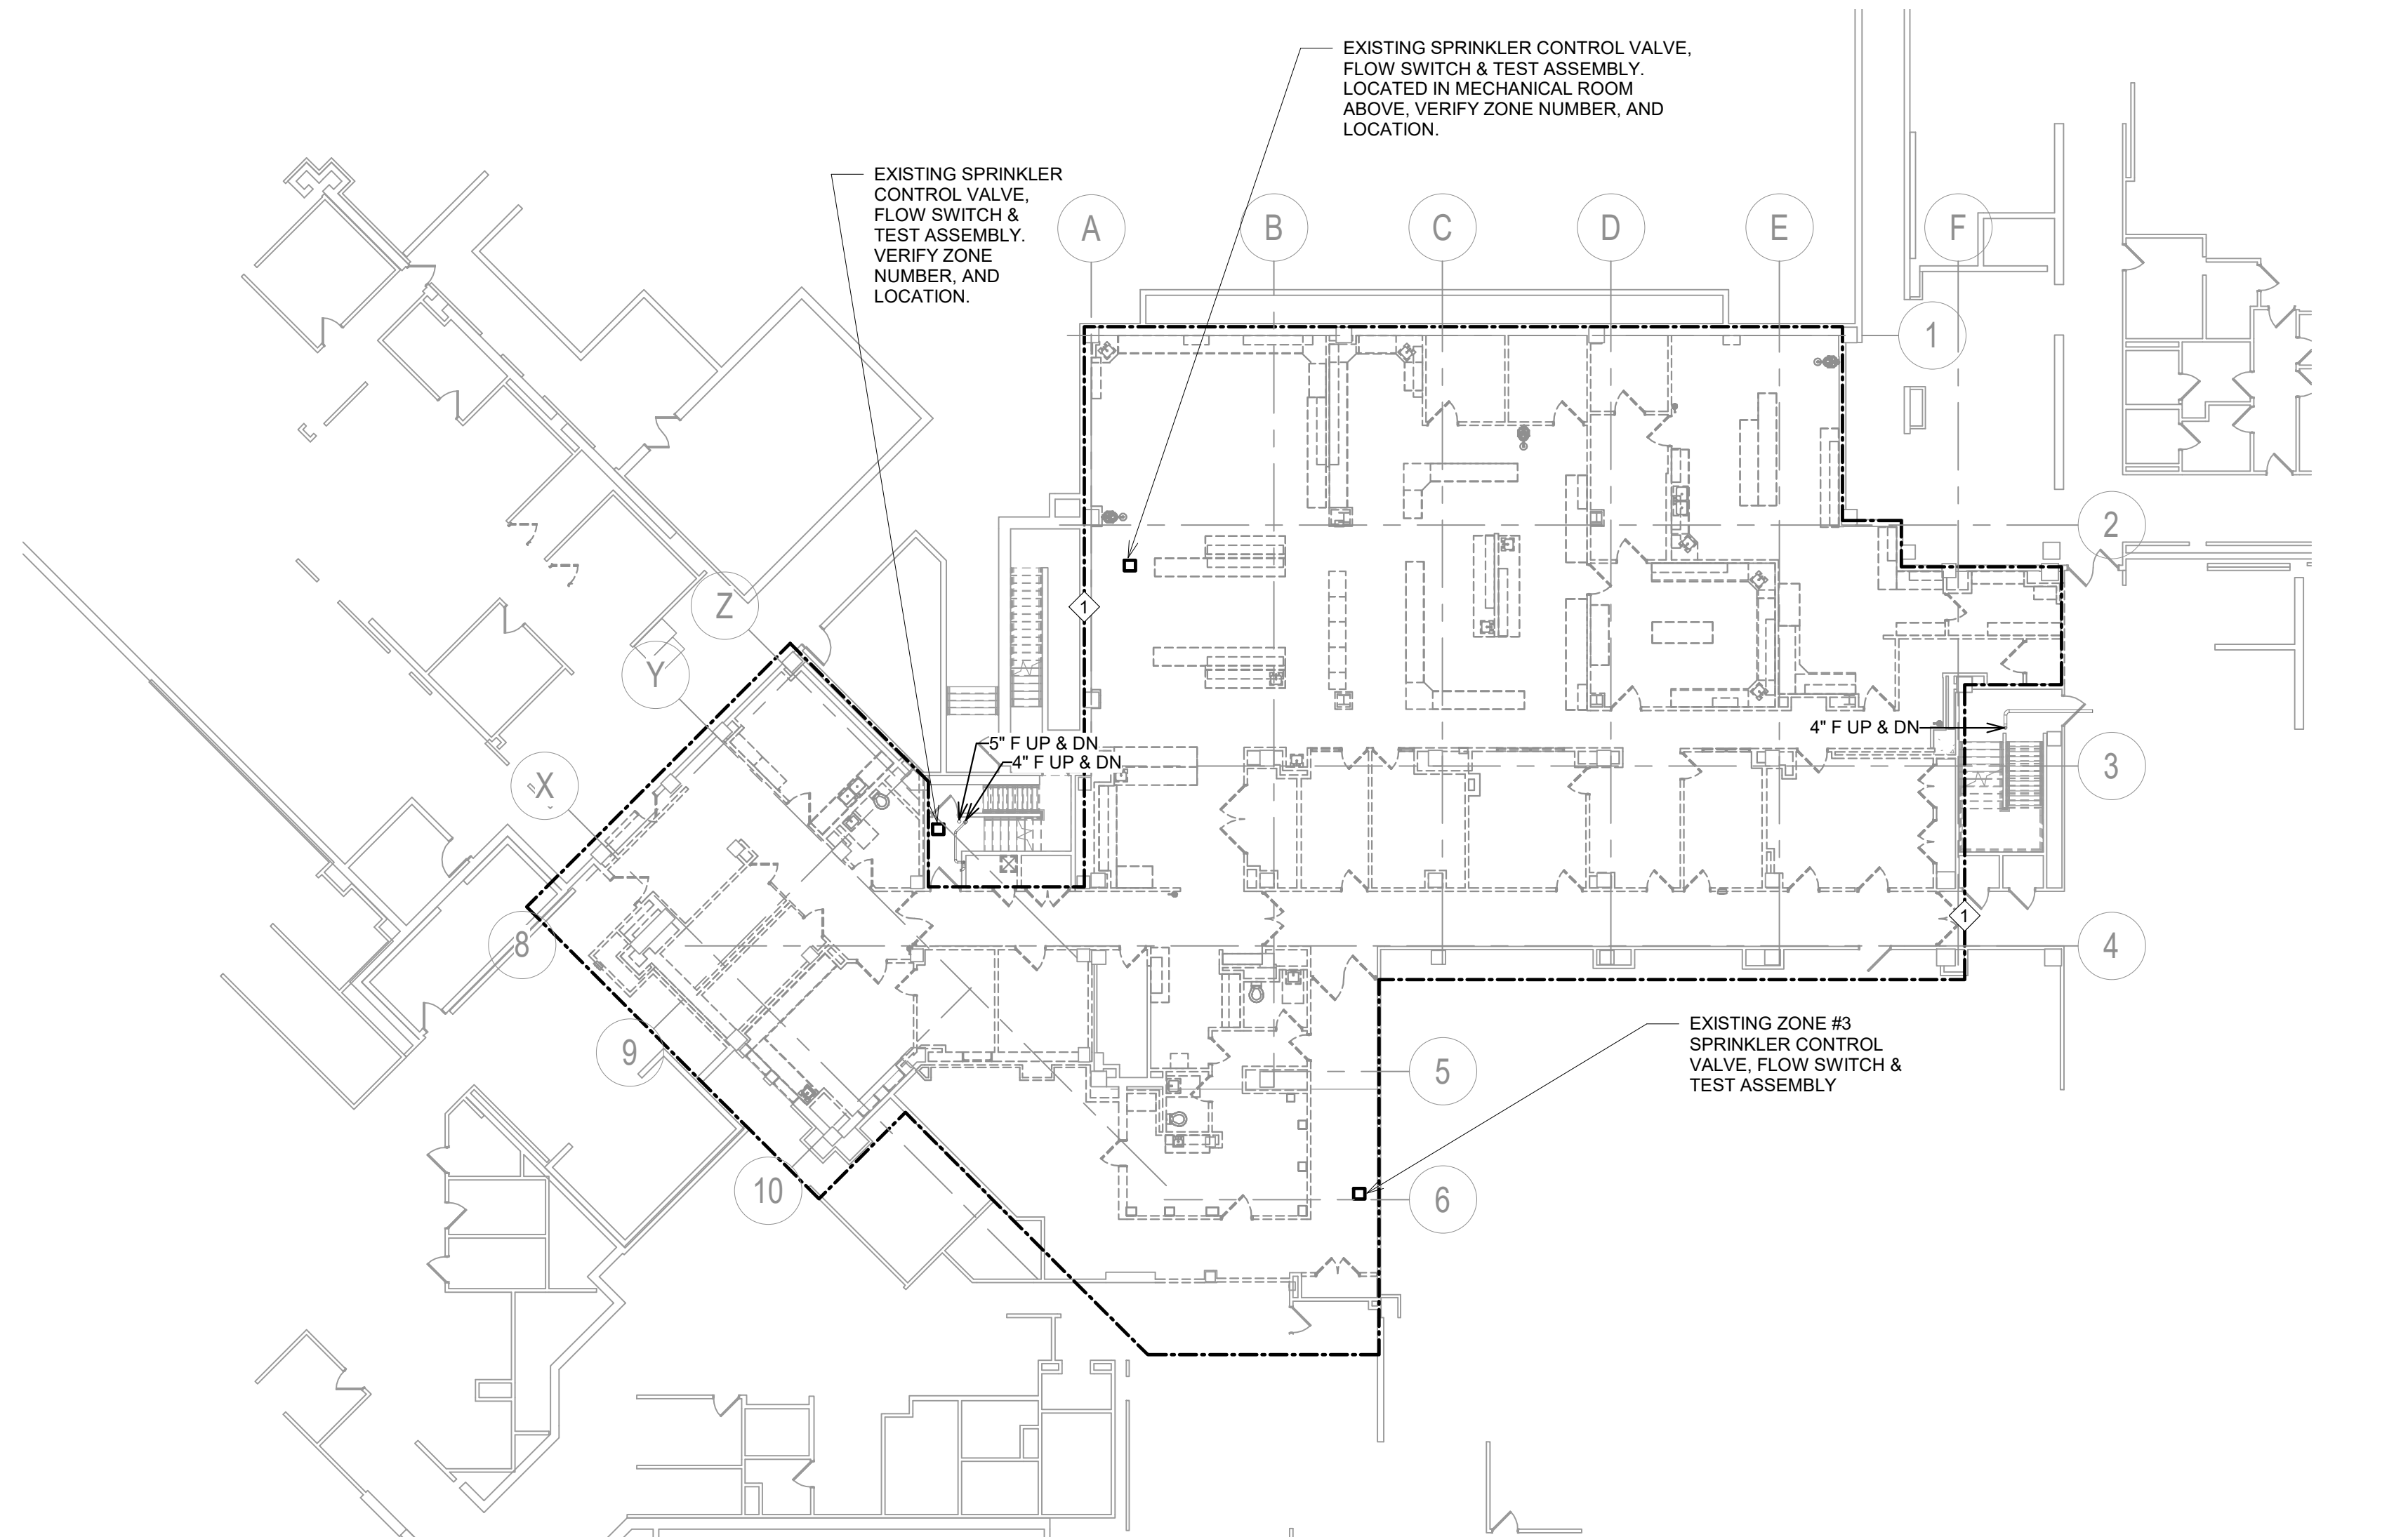 EXISTING SPRINKLER CONTROL VALVE,
FLOW SWITCH & TEST ASSEMBLY.
LOCATED IN MECHANICAL ROOM
ABOVE, VERIFY ZONE NUMBER, AND
LOCATION.
EXISTING SPRINKLER
CONTROL VALVE,
FLOW SWITCH &
TEST ASSEMBLY.
VERIFY ZONE
NUMBER, AND
LOCATION.
A
B
C
D
E
F
1
2
Z
1
Y
4" F UP & DN
5" F UP & DN
4" F UP & DN
3
X
1
8
4
EXISTING ZONE #3
SPRINKLER CONTROL
VALVE, FLOW SWITCH &
TEST ASSEMBLY
9
5
10
6